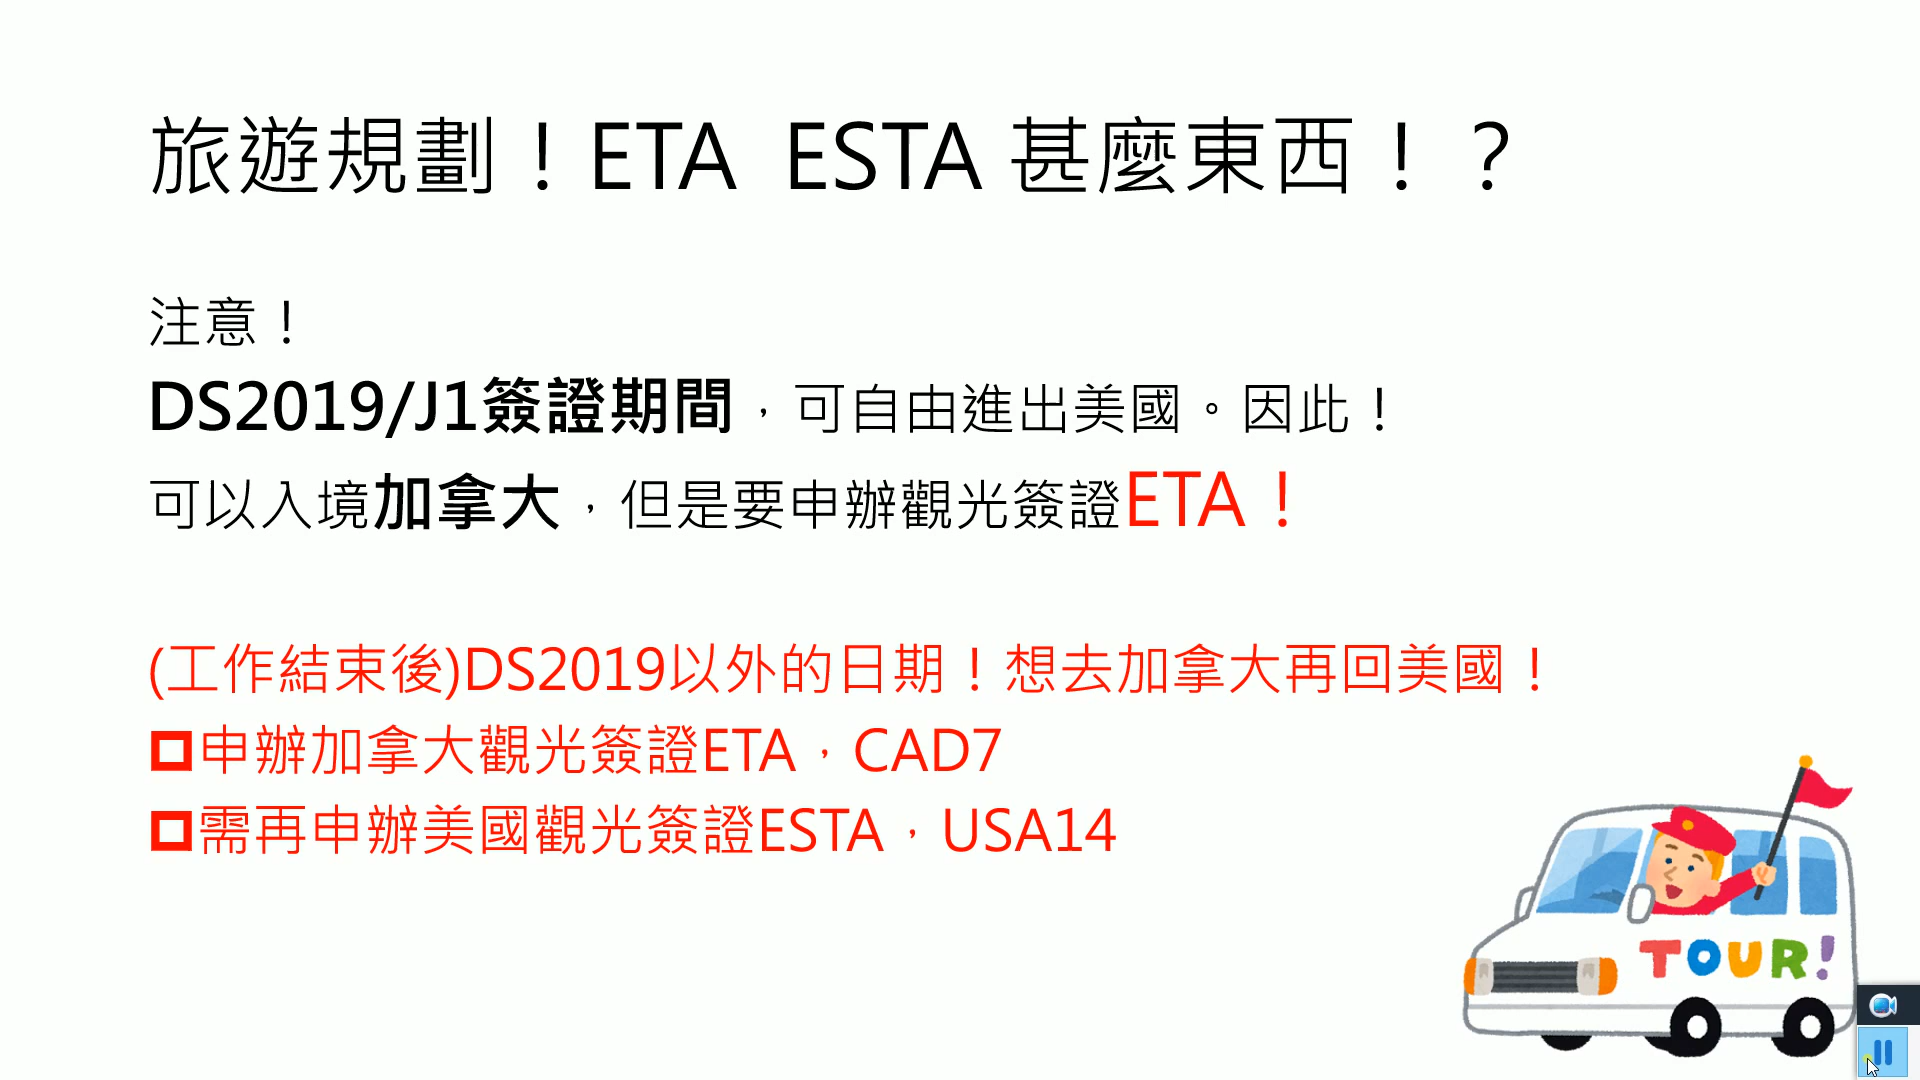 旅遊規劃！ETA ESTA 甚麼東西！？
注意！
DS2019/J1簽證期間，可自由進出美國。因此！
可以入境加拿大，但是要申辦觀光簽證ETA！
(工作結束後)DS2019以外的日期！想去加拿大再回美國！
申辦加拿大觀光簽證ETA，CAD7
需再申辦美國觀光簽證ESTA，USA14
TOUR!